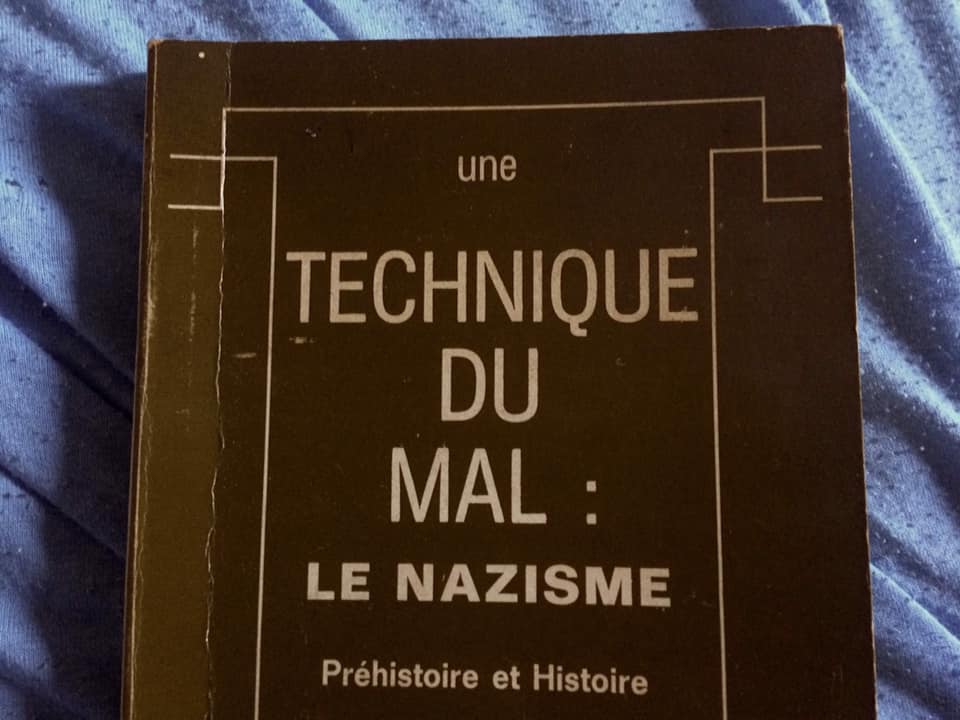 une
TECHNIQUE
DU
MAL :
LE NAZISME
Préhistoire et Histoire